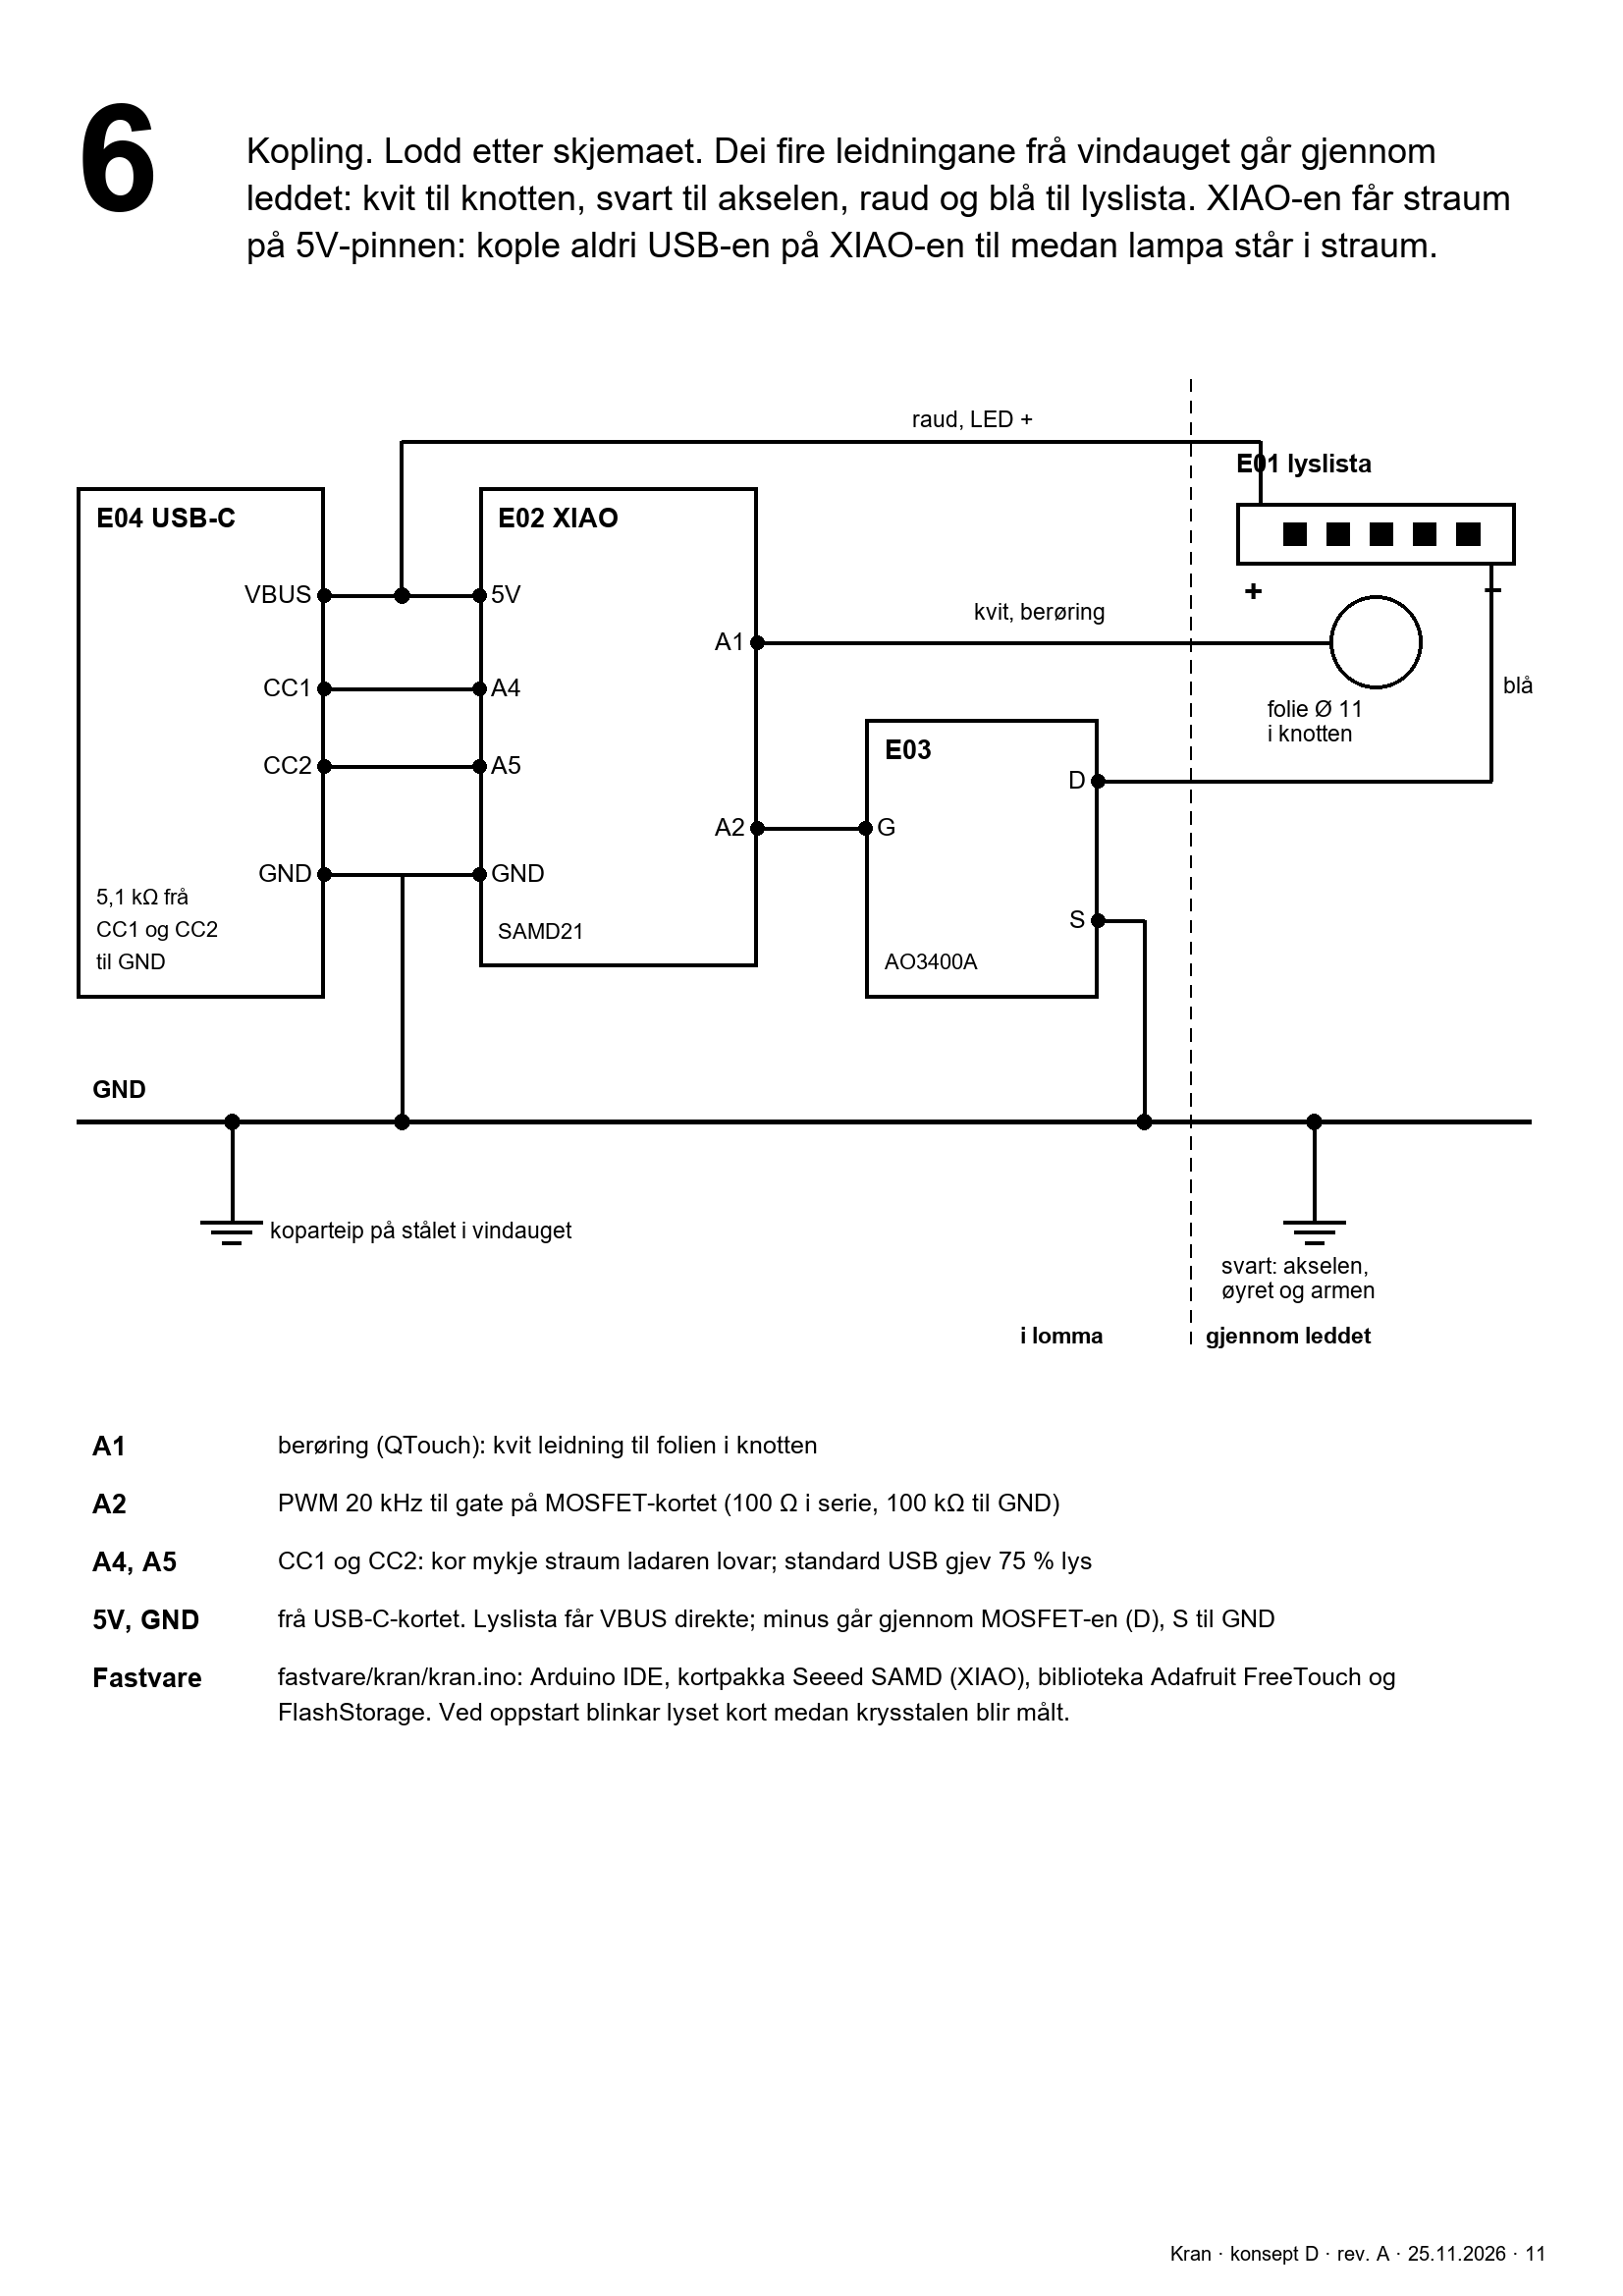 6
Kopling. Lodd etter skjemaet. Dei fire leidningane frå vindauget går gjennom
leddet: kvit til knotten, svart til akselen, raud og blå til lyslista. XIAO-en får straum
på 5V-pinnen: kople aldri USB-en på XIAO-en til medan lampa står i straum.
raud, LED +
E01 lyslista
E04 USB-C
E02 XIAO
VBUS
5V
+
−
kvit, berøring
A1
CC1
A4
blå
folie Ø 11
i knotten
E03
CC2
A5
D
A2
G
GND
GND
5,1 kΩ frå
CC1 og CC2
til GND
SAMD21
S
AO3400A
GND
koparteip på stålet i vindauget
svart: akselen,
øyret og armen
i lomma
gjennom leddet
A1
berøring (QTouch): kvit leidning til folien i knotten
A2
PWM 20 kHz til gate på MOSFET-kortet (100 Ω i serie, 100 kΩ til GND)
A4, A5
CC1 og CC2: kor mykje straum ladaren lovar; standard USB gjev 75 % lys
5V, GND
frå USB-C-kortet. Lyslista får VBUS direkte; minus går gjennom MOSFET-en (D), S til GND
Fastvare
fastvare/kran/kran.ino: Arduino IDE, kortpakka Seeed SAMD (XIAO), biblioteka Adafruit FreeTouch og
FlashStorage. Ved oppstart blinkar lyset kort medan krysstalen blir målt.
Kran · konsept D · rev. A · 25.11.2026 · 11